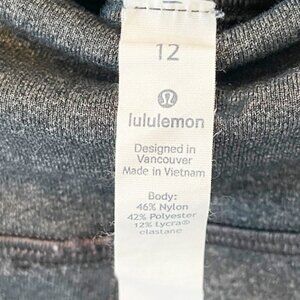 12
lululemon
Designed in
Vancouver
Made in Vietnam
Body:
46% Nylon
42% Polyester
12% Lycra®
elastane